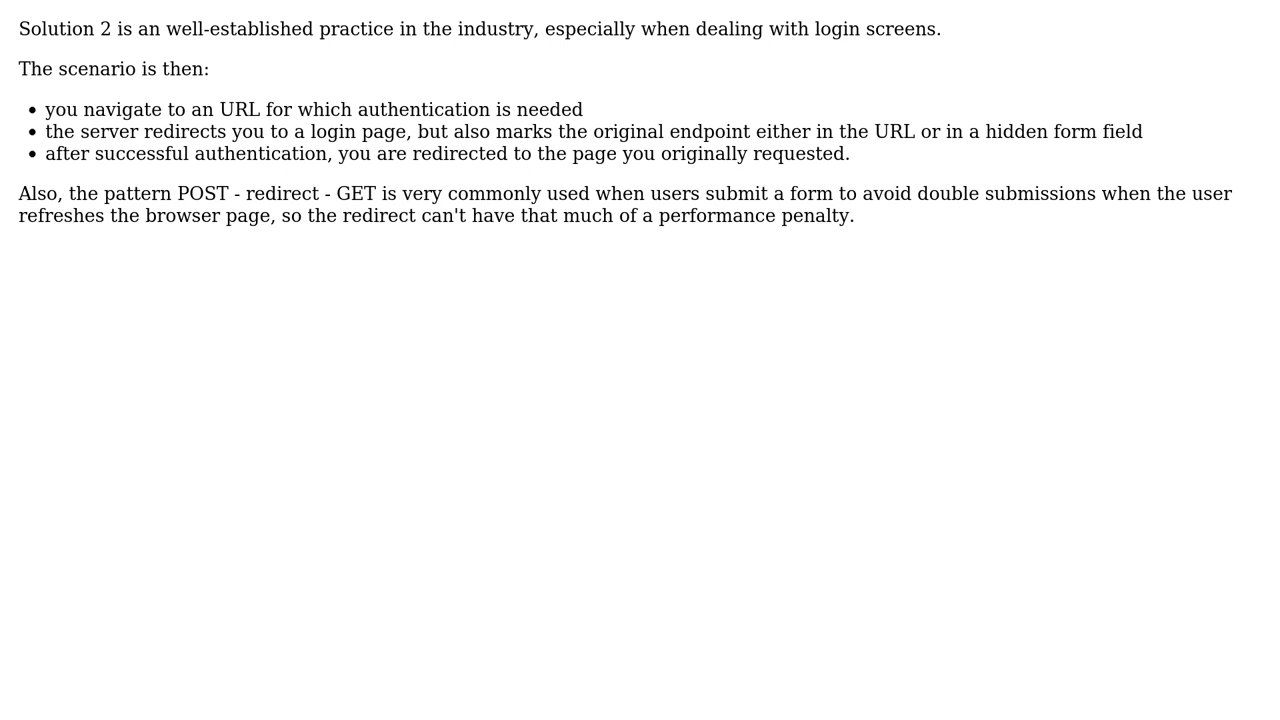 Solution 2 is an well-established practice in the industry, especially when dealing with login screens.
The scenario is then:
• you navigate to an URL for which authentication is needed
• the server redirects you to a login page, but also marks the original endpoint either in the URL or in a hidden form field
• after successful authentication, you are redirected to the page you originally requested.
Also, the pattern POST - redirect - GET is very commonly used when users submit a form to avoid double submissions when the user
refreshes the browser page, so the redirect can't have that much of a performance penalty.